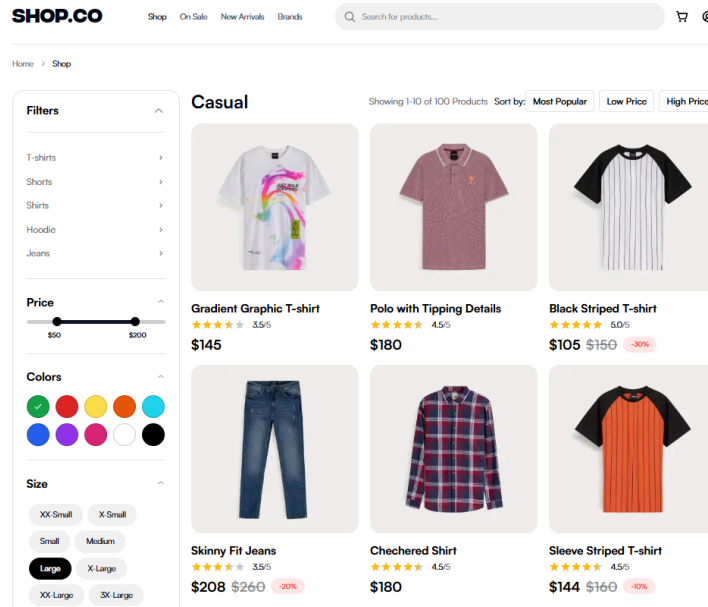 SHOP.CO
Shop On Sale New Arrivals Brands
Search for products...
Home > Shop
Filters
T-shirts
Shorts
Shirts
Hoodie
Jeans
Price
$50 $200
Colors
Size
XX-Small X-Small
Small Medium
Large X-Large
XX-Large 3X-Large
Casual
Showing 1-10 of 100 Products Sort by: Most Popular Low Price High Price
Gradient Graphic T-shirt
3.5/5
$145
Polo with Tipping Details
4.5/5
$180
Black Striped T-shirt
5.0/5
$105 $150 -30%
Skinny Fit Jeans
3.5/5
$208 $260 -20%
Chechered Shirt
4.5/5
$180
Sleeve Striped T-shirt
4.5/5
$144 $160 -10%